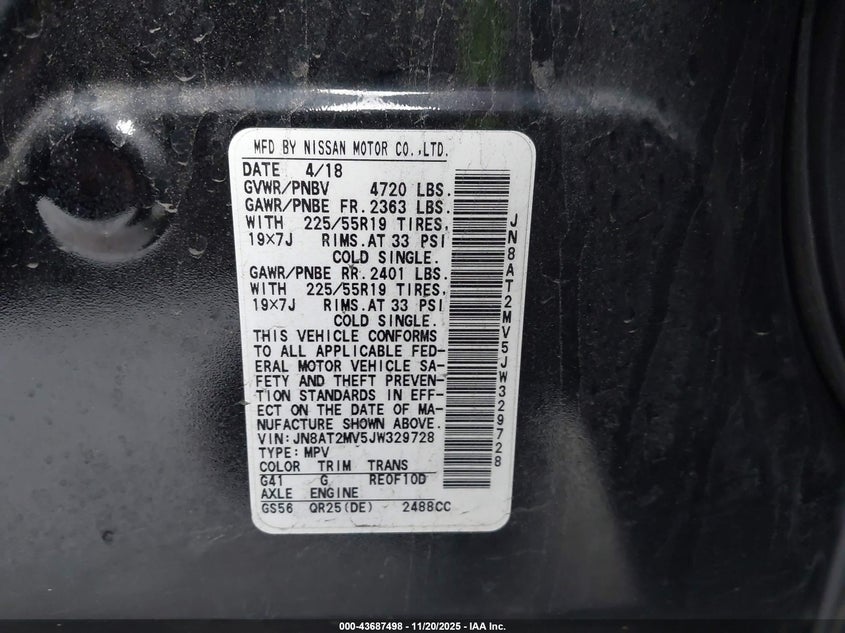 MFD BY NISSAN MOTOR CO.,LTD.
DATE 4/18
GVWR/PNBV 4720 LBS.
GAWR/PNBE FR. 2363 LBS.
WITH 225/55R19 TIRES,
19×7J RIMS.AT 33 PSI
COLD SINGLE.
GAWR/PNBE RR. 2401 LBS.
WITH 225/55R19 TIRES,
19×7J RIMS.AT 33 PSI
COLD SINGLE.
THIS VEHICLE CONFORMS
TO ALL APPLICABLE FED-
ERAL MOTOR VEHICLE SA-
FETY AND THEFT PREVEN-
TION STANDARDS IN EFF-
ECT ON THE DATE OF MA-
NUFACTURE SHOWN ABOVE.
VIN:JN8AT2MV5JW329728
TYPE:MPV
COLOR TRIM TRANS
G41 G RE0F10D
AXLE ENGINE
GS56 QR25(DE) 2488CC
JN8AT2MV5JW329728
000-43687498 - 11/20/2025 - IAA Inc.